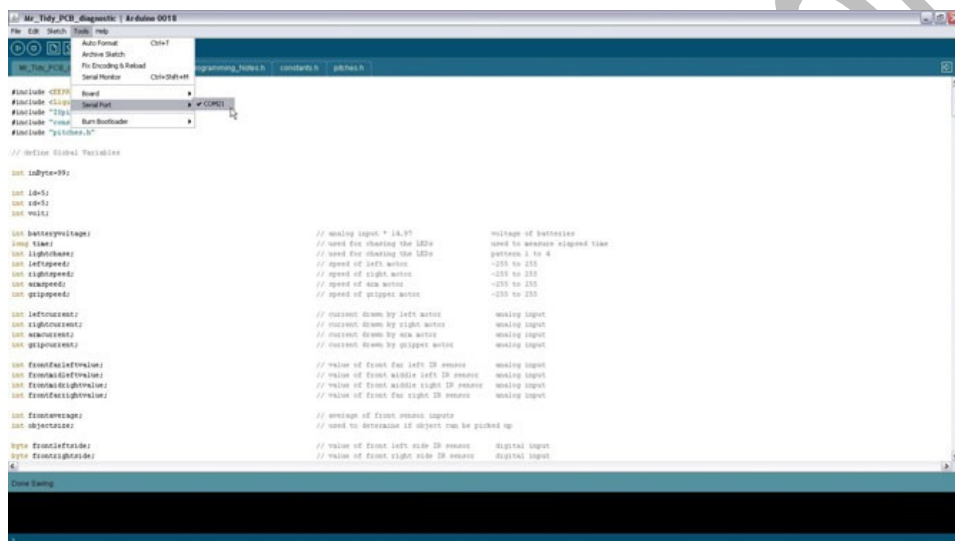 Mr_Tidy_PCB_diagnostic | Arduino 0018
File Edit Sketch Tools Help
Auto Format Ctrl+T
Archive Sketch
Fix Encoding & Reload
Serial Monitor Ctrl+Shift+M
Board
Serial Port COM21
Burn Bootloader
Programming_Notes.h constants.h pitches.h
#include
#include
#include
#include
#include "pitches.h"
// define Global Variables
int inByte=99;
int ld=5;
int rd=5;
int volt;
int batteryvoltage; // analog input * 14.97 voltage of batteries
long time; // used for chasing the LEDs used to measure elapsed time
int lightchase; // used for chasing the LEDs pattern 1 to 4
int leftspeed; // speed of left motor -255 to 255
int rightspeed; // speed of right motor -255 to 255
int armspeed; // speed of arm motor -255 to 255
int gripspeed; // speed of gripper motor -255 to 255
int leftcurrent; // current drawn by left motor analog input
int rightcurrent; // current drawn by right motor analog input
int armcurrent; // current drawn by arm motor analog input
int gripcurrent; // current drawn by gripper motor analog input
int frontfarleftvalue; // value of front far left IR sensor analog input
int frontmidleftvalue; // value of front middle left IR sensor analog input
int frontmidrightvalue; // value of front middle right IR sensor analog input
int frontfarrightvalue; // value of front far right IR sensor analog input
int frontaverage; // average of front sensor inputs
int objectsize; // used to determine if object can be picked up
byte frontleftside; // value of front left side IR sensor digital input
byte frontrightside; // value of front right side IR sensor digital input
Done Saving